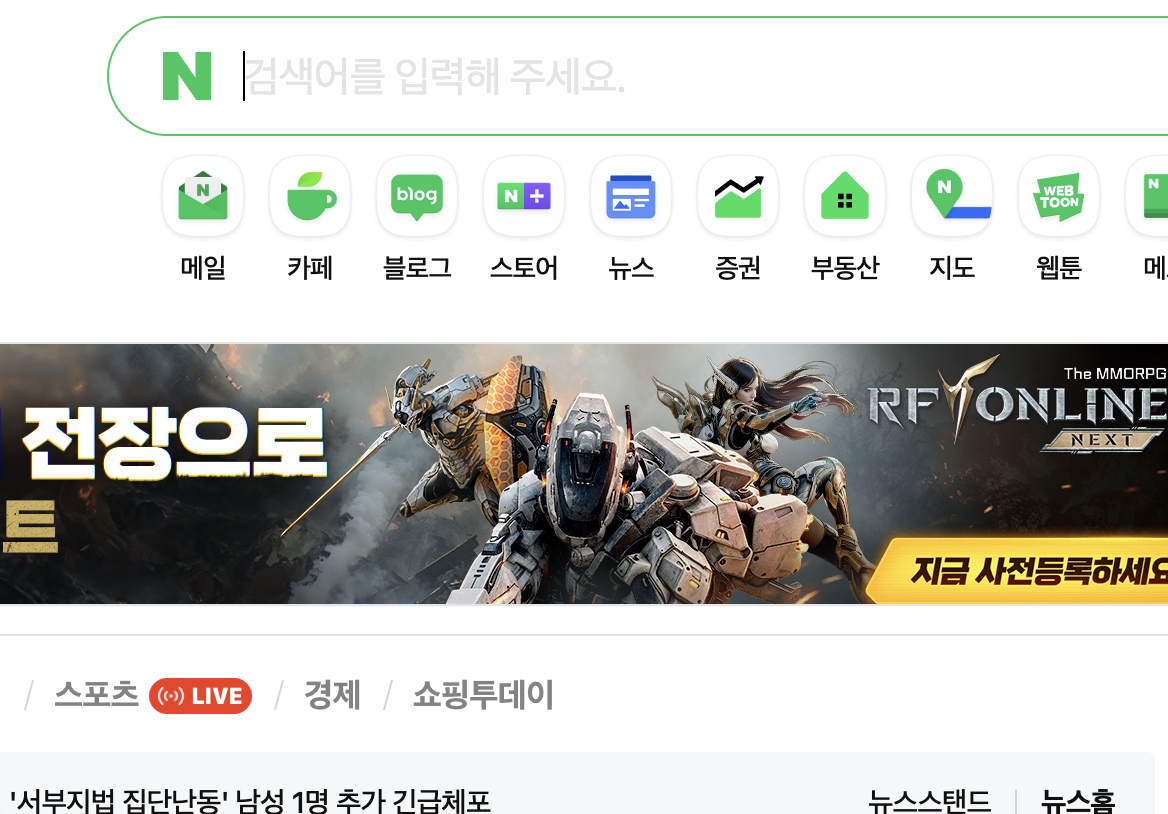 N 검색어를 입력해 주세요.
N blog N+ N WEB TOON N
메일 카페 블로그 스토어 뉴스 증권 부동산 지도 웹툰
전장으로
트
The MMORPG
RF ONLINE
NEXT
지금 사전등록하세요
/ 스포츠 LIVE / 경제 / 쇼핑투데이
'서부지법 집단난동' 남성 1명 추가 긴급체포 뉴스스탠드 | 뉴스홈